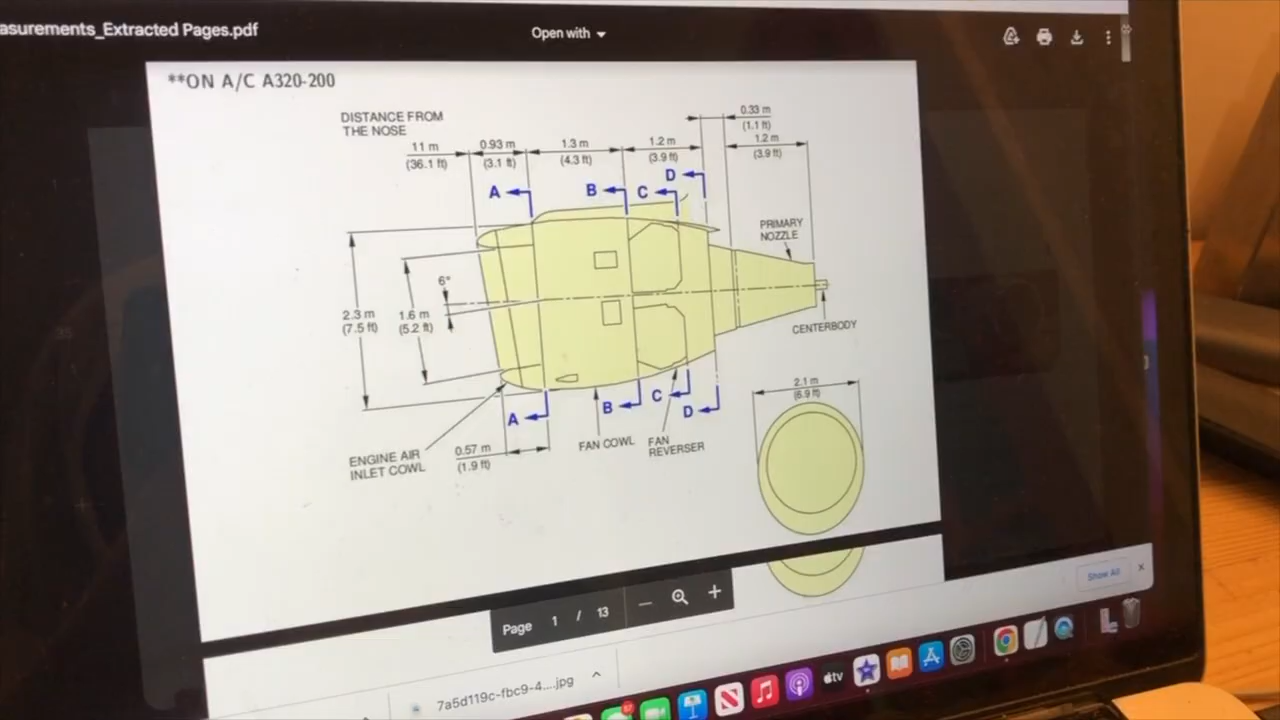 asurements_Extracted Pages.pdf
Open with
**ON A/C A320-200
DISTANCE FROM
THE NOSE
11 m
(36.1 ft)
0.93 m
(3.1 ft)
1.3 m
(4.3 ft)
1.2 m
(3.9 ft)
0.33 m
(1.1 ft)
1.2 m
(3.9 ft)
A
B
C
D
PRIMARY
NOZZLE
6°
2.3 m
(7.5 ft)
1.6 m
(5.2 ft)
CENTERBODY
2.1 m
(6.9 ft)
A
B
C
D
ENGINE AIR
INLET COWL
0.57 m
(1.9 ft)
FAN COWL
FAN
REVERSER
Page 1 / 13
Show All
7a5d119c-fbc9-4....jpg
tv